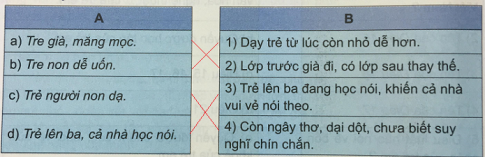 A
a) Tre già, măng mọc.
b) Tre non dễ uốn.
c) Trẻ người non dạ.
d) Trẻ lên ba, cả nhà học nói.
B
1) Dạy trẻ từ lúc còn nhỏ dễ hơn.
2) Lớp trước già đi, có lớp sau thay thế.
3) Trẻ lên ba đang học nói, khiến cả nhà
vui vẻ nói theo.
4) Còn ngây thơ, dại dột, chưa biết suy
nghĩ chín chắn.